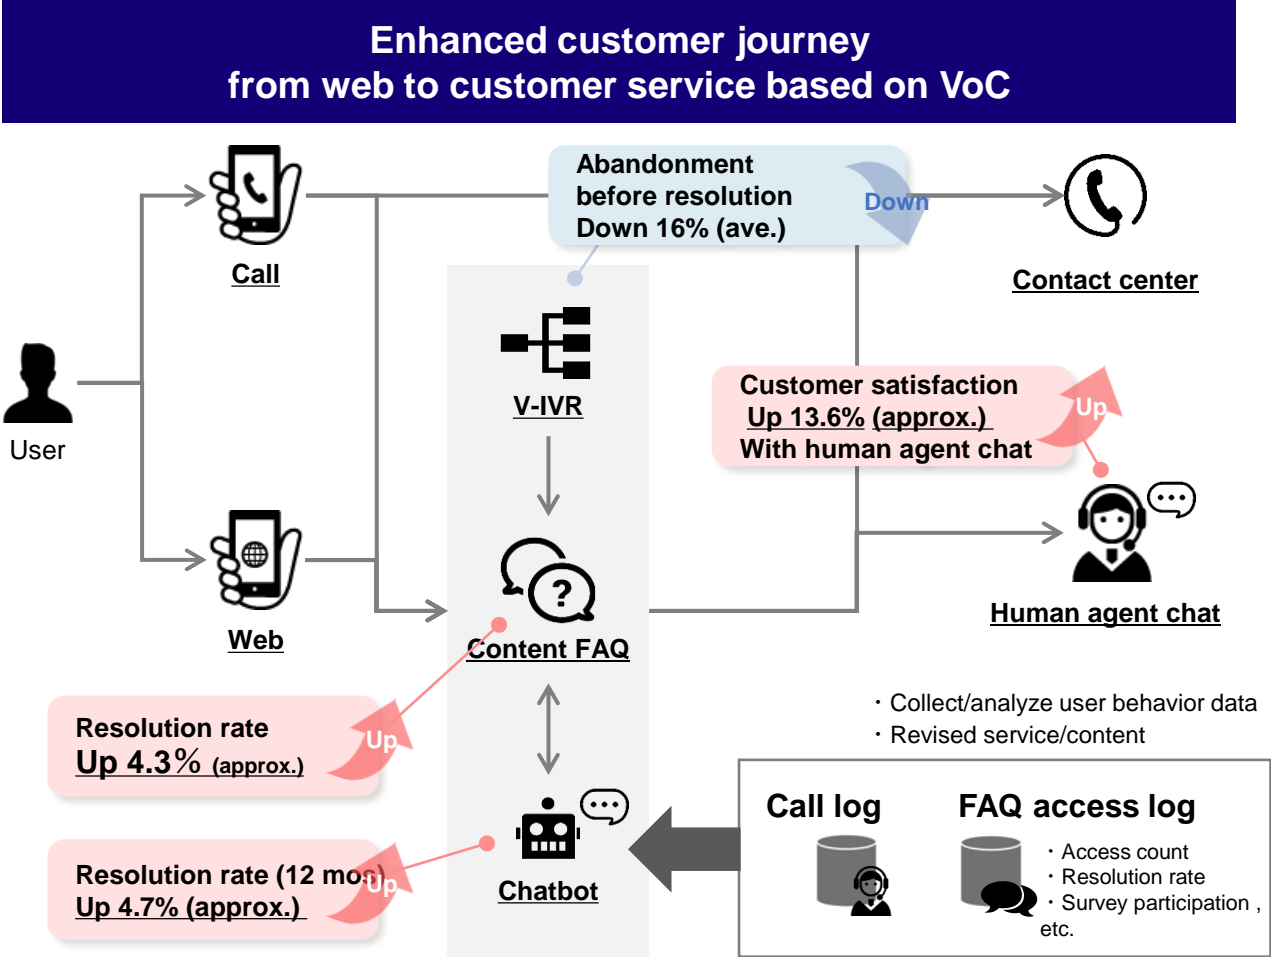 Enhanced customer journey
from web to customer service based on VoC
Abandonment
before resolution
Down 16% (ave.)
Down
Call
Contact center
V-IVR
Customer satisfaction
Up 13.6% (approx.)
With human agent chat
Up
User
?
Content FAQ
Web
Human agent chat
Resolution rate
Up 4.3% (approx.)
Up
・Collect/analyze user behavior data
・Revised service/content
Call log
FAQ access log
・Access count
・Resolution rate
・Survey participation ,
etc.
Chatbot
Resolution rate (12 mos)
Up 4.7% (approx.)
Up